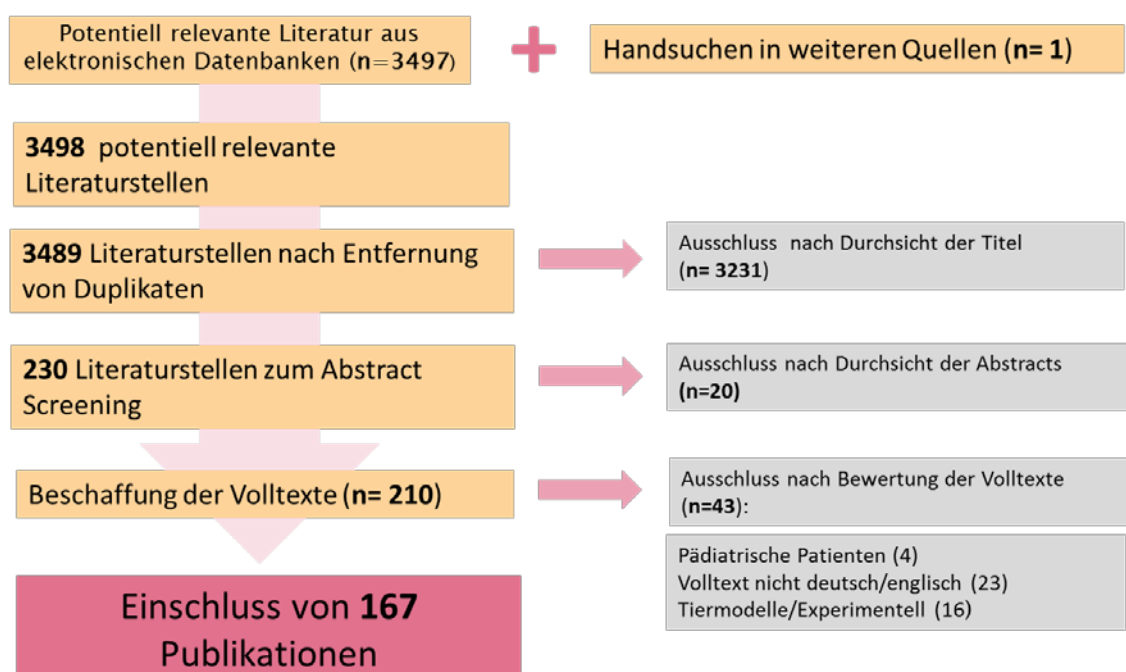 Potentiell relevante Literatur aus
elektronischen Datenbanken (n=3497)
Handsuchen in weiteren Quellen (n= 1)
3498 potentiell relevante
Literaturstellen
3489 Literaturstellen nach Entfernung
von Duplikaten
Ausschluss nach Durchsicht der Titel
(n= 3231)
230 Literaturstellen zum Abstract
Screening
Ausschluss nach Durchsicht der Abstracts
(n=20)
Beschaffung der Volltexte (n= 210)
Ausschluss nach Bewertung der Volltexte
(n=43):
Pädiatrische Patienten (4)
Volltext nicht deutsch/englisch (23)
Tiermodelle/Experimentell (16)
Einschluss von 167
Publikationen